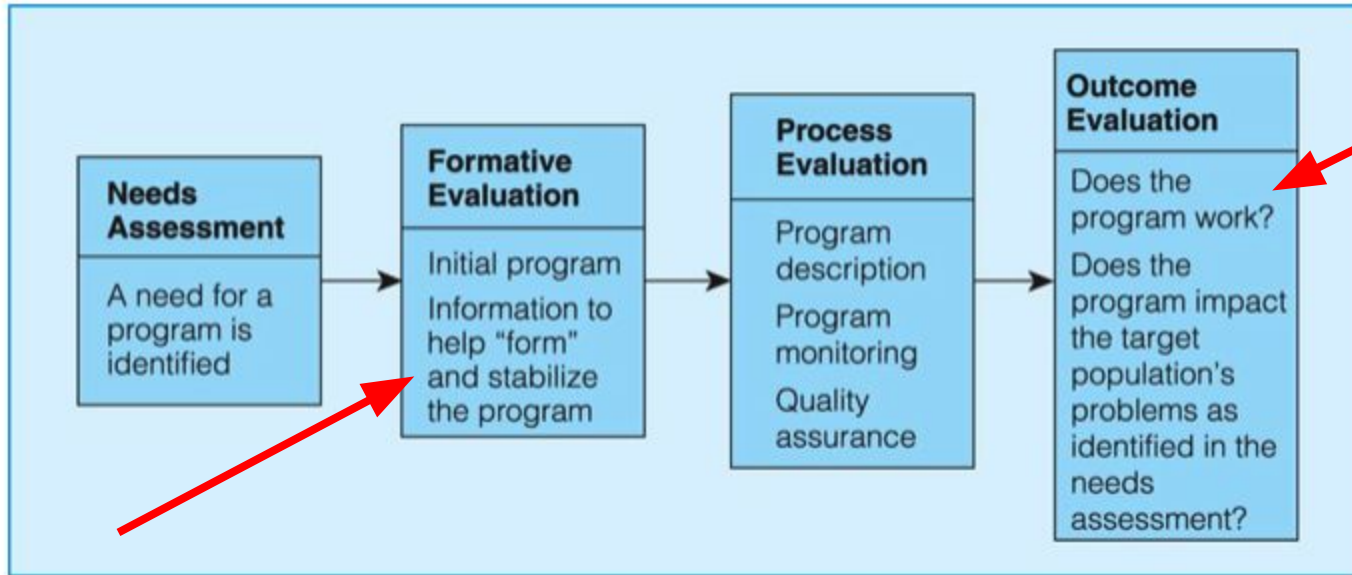 Needs
Assessment
A need for a
program is
identified
Formative
Evaluation
Initial program
Information to
help “form”
and stabilize
the program
Process
Evaluation
Program
description
Program
monitoring
Quality
assurance
Outcome
Evaluation
Does the
program work?
Does the
program impact
the target
population's
problems as
identified in the
needs
assessment?